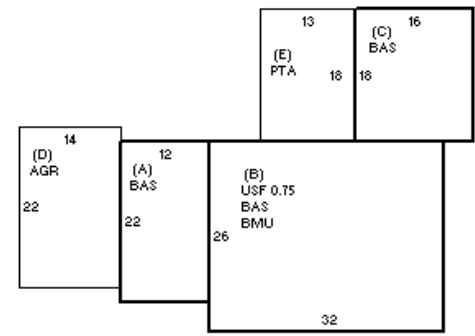 13
(E)
PTA
18
16
(C)
BAS
18
14
(D)
AGR
22
12
(A)
BAS
22
(B)
USF 0.75
BAS
BMU
26
32